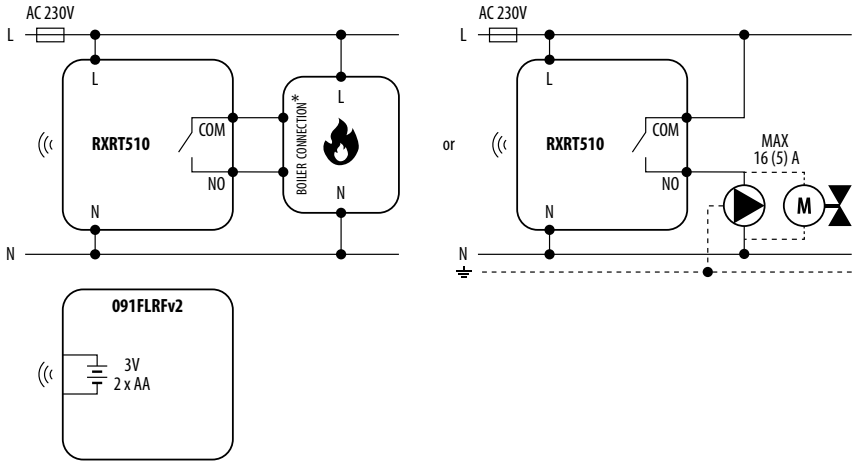 AC 230V
L
L
RXRT510
COM
NO
N
N
BOILER CONNECTION*
L
N
or
AC 230V
L
L
RXRT510
COM
NO
N
N
MAX
16 (5) A
M
091FLRFv2
3V
2 x AA